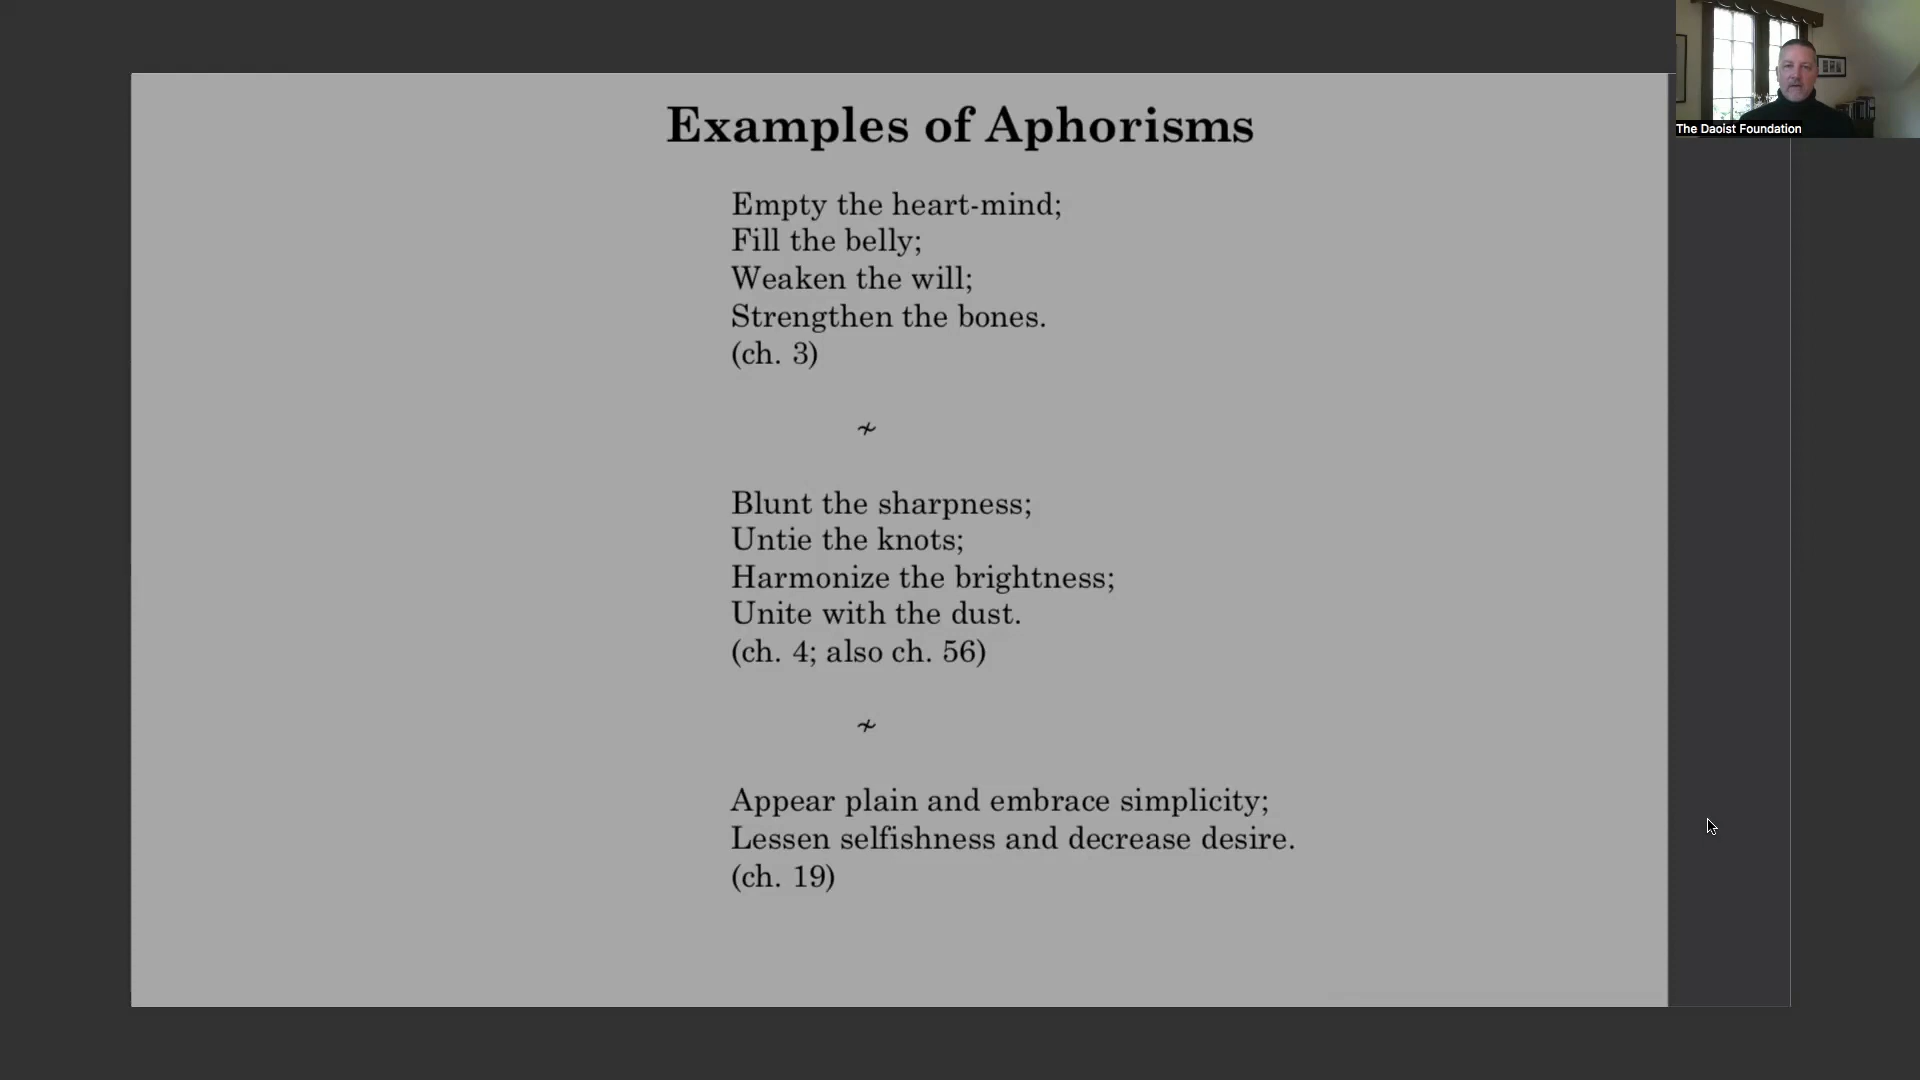 Examples of Aphorisms
Empty the heart-mind;
Fill the belly;
Weaken the will;
Strengthen the bones.
(ch. 3)
~
Blunt the sharpness;
Untie the knots;
Harmonize the brightness;
Unite with the dust.
(ch. 4; also ch. 56)
~
Appear plain and embrace simplicity;
Lessen selfishness and decrease desire.
(ch. 19)
The Daoist Foundation